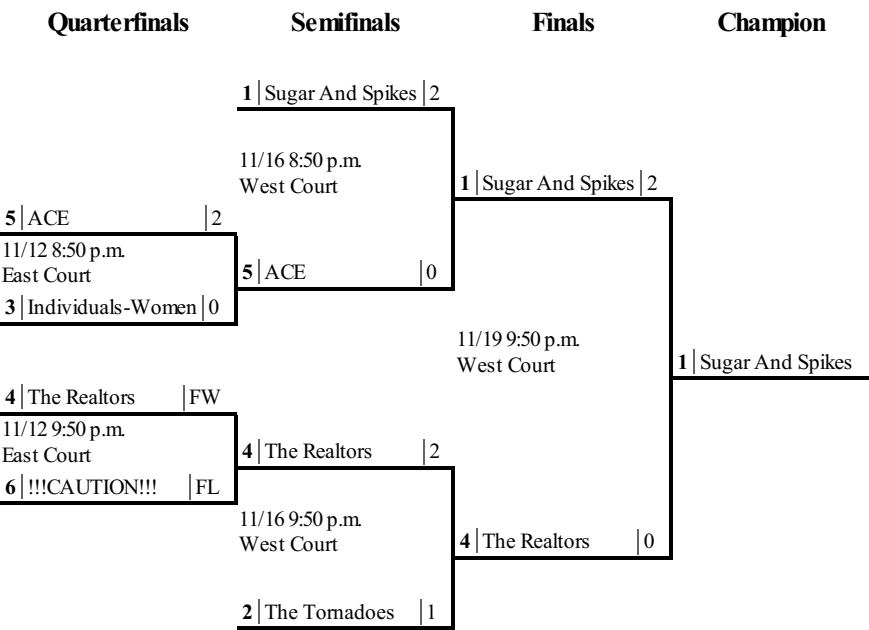 Quarterfinals Semifinals Finals Champion
1 Sugar And Spikes 2
11/16 8:50 p.m.
West Court
1 Sugar And Spikes 2
5 ACE 2
11/12 8:50 p.m.
East Court
5 ACE 0
3 Individuals-Women 0
11/19 9:50 p.m.
West Court
1 Sugar And Spikes
4 The Realtors FW
11/12 9:50 p.m.
East Court
4 The Realtors 2
6 !!!CAUTION!!! FL
11/16 9:50 p.m.
West Court
4 The Realtors 0
2 The Tornadoes 1